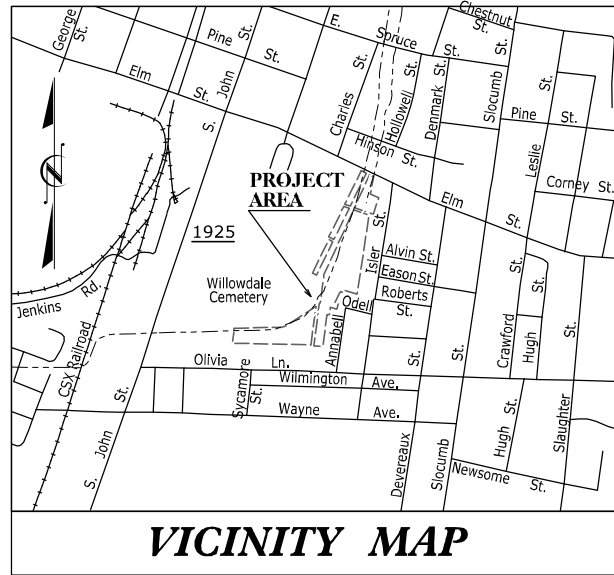 George St.
Pine
St.
Elm
St.
S. John
E.
Spruce
St.
Chestnut
St.
Charles
St.
Hollowell
St.
Denmark
St.
Slocumb
St.
Pine
St.
Leslie
St.
Corney St.
Hinson St.
Elm
St.
PROJECT
AREA
1925
Willowdale
Cemetery
Isler
St.
Alvin St.
Eason St.
Roberts
St.
Odell
Annabell
Jenkins
Rd.
CSX Railroad
Olivia Ln.
Wilmington Ave.
Sycamore
St.
Wayne Ave.
S. John St.
Crawford
St.
Hugh
St.
St.
St.
Devereaux
Slocumb
Hugh
St.
Slaughter
St.
Newsome St.
N
VICINITY MAP